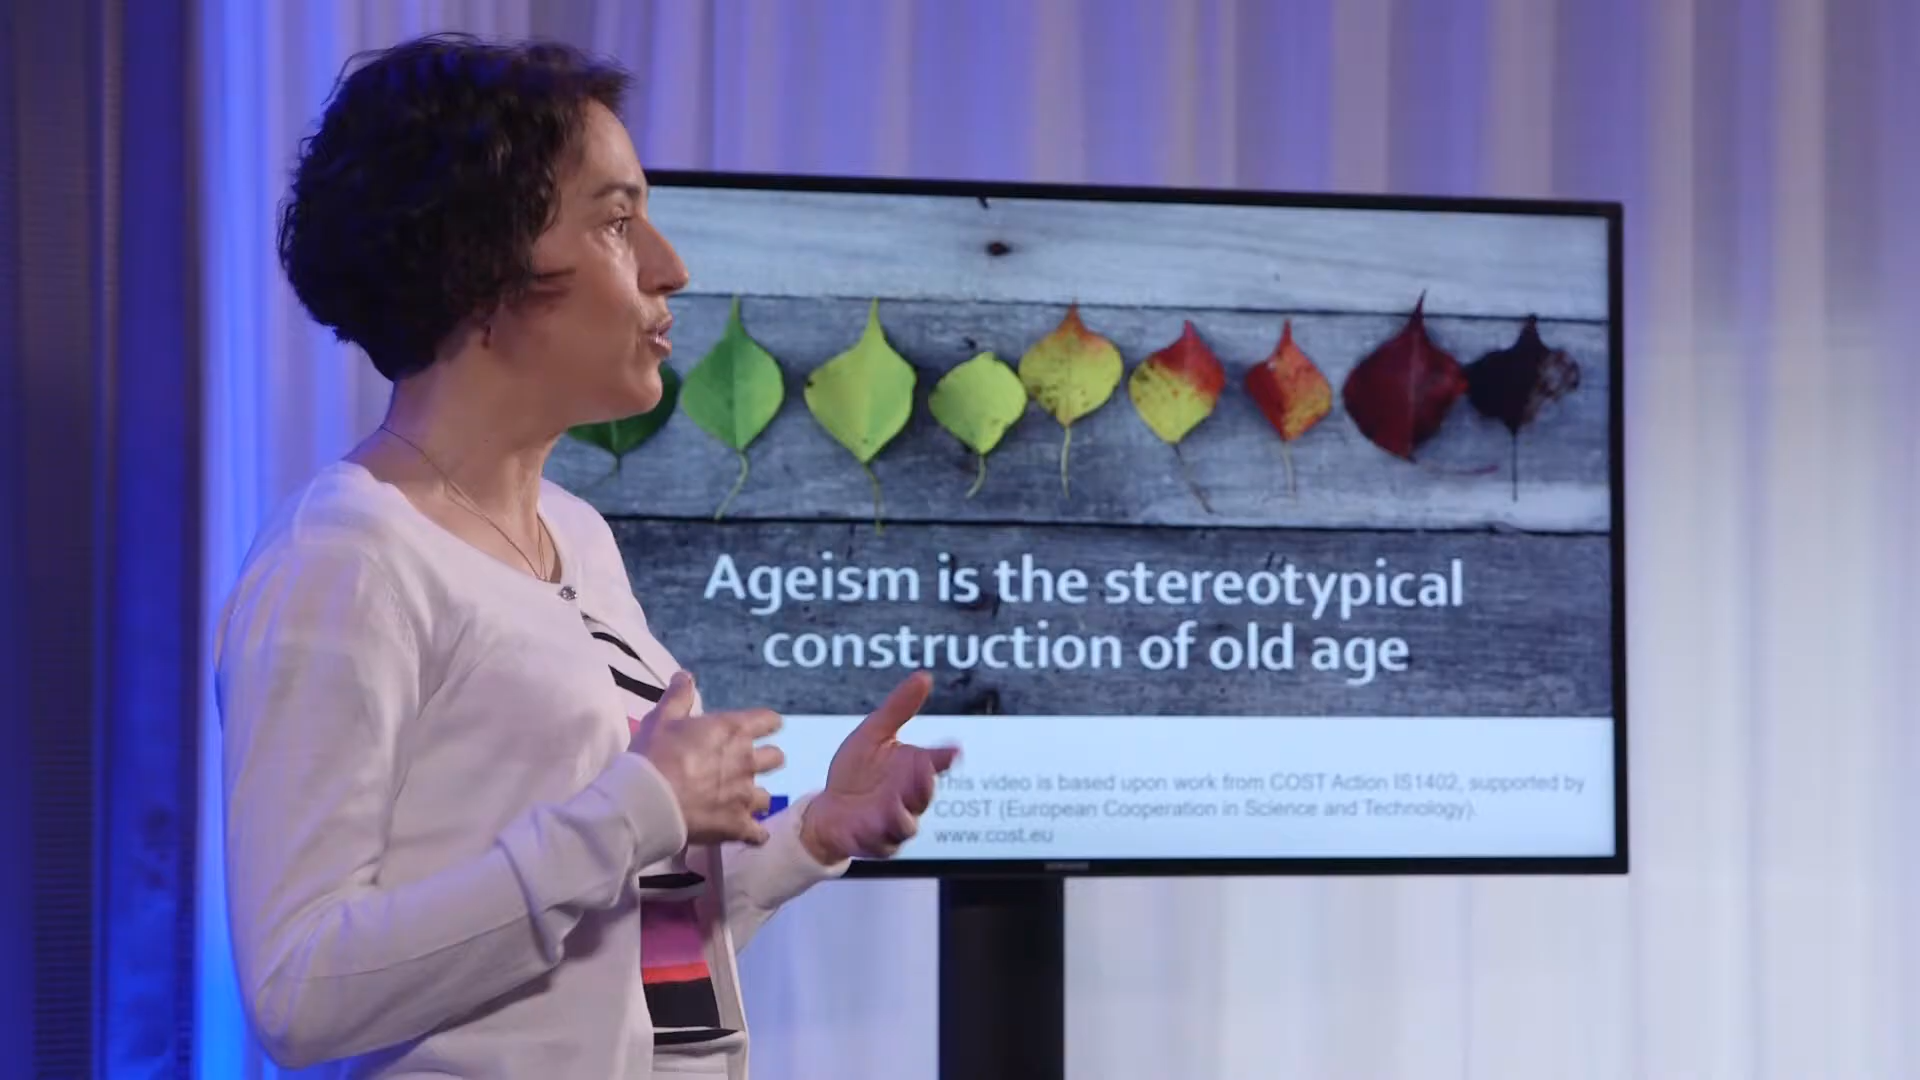 Ageism is the stereotypical
construction of old age
This video is based upon work from COST Action IS1402, supported by
COST (European Cooperation in Science and Technology).
www.cost.eu